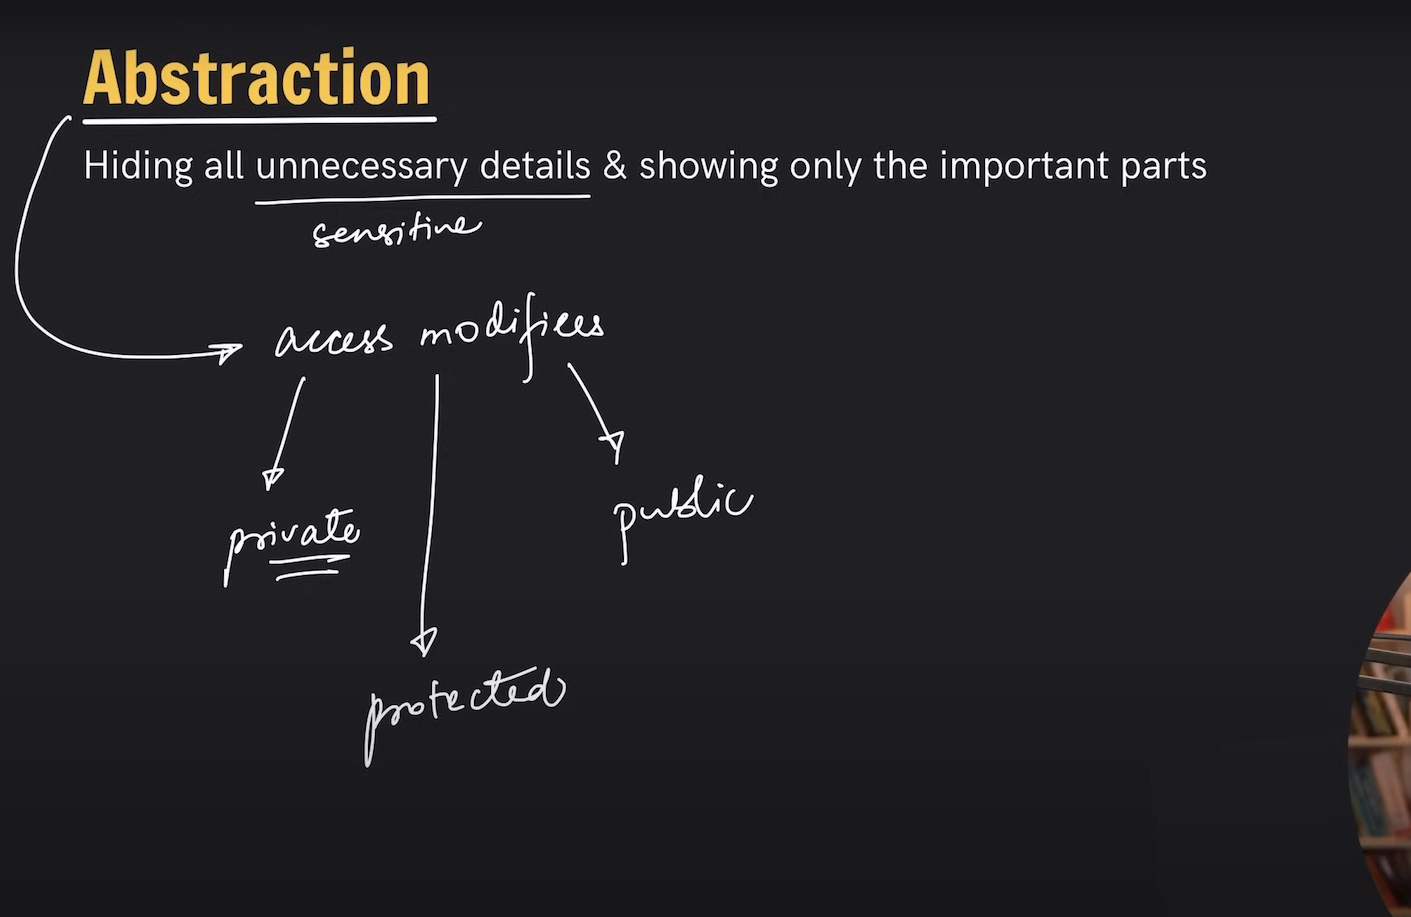 Abstraction
Hiding all unnecessary details & showing only the important parts
sensitive
access modifiers
private
public
protected